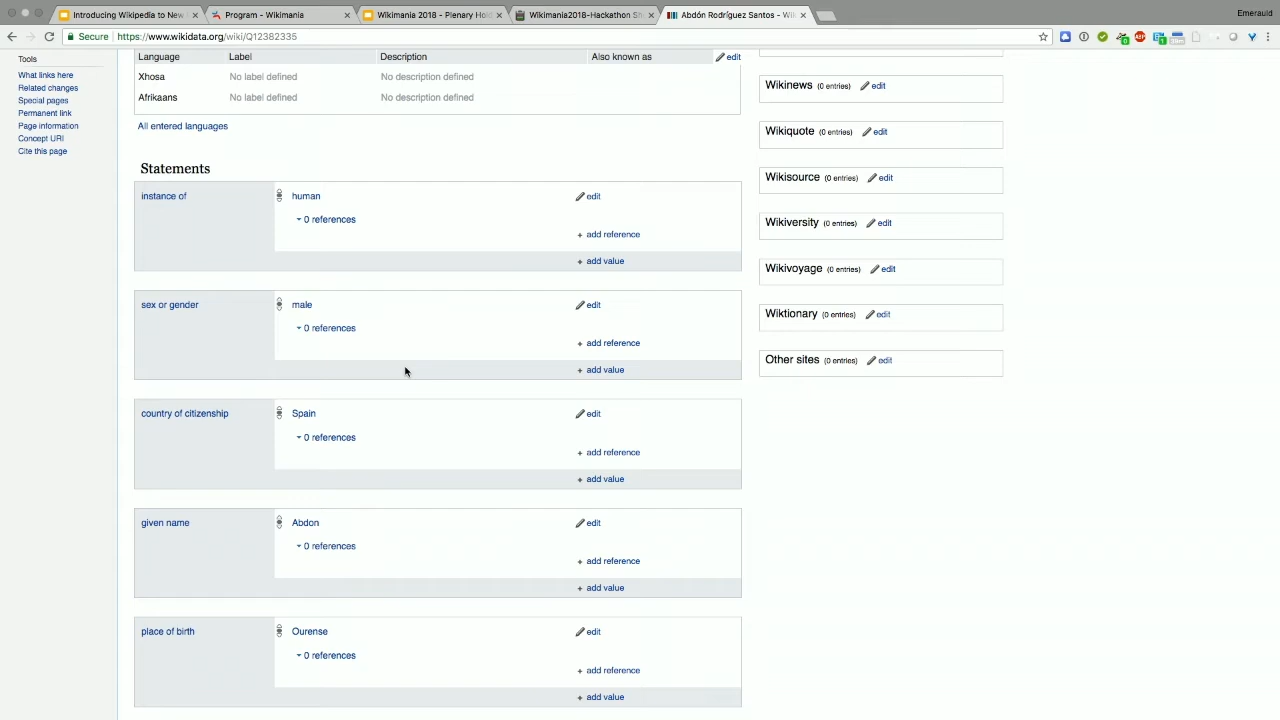 Introducing Wikipedia to New
Program - Wikimania
Wikimania 2018 - Plenary Hol
Wikimania2018-Hackathon Sh
Abdón Rodríguez Santos - Wik
Emerauld
Secure
https://www.wikidata.org/wiki/Q12382335
Tools
What links here
Related changes
Special pages
Permanent link
Page information
Concept URI
Cite this page
Language Label Description Also known as edit
Xhosa No label defined No description defined
Afrikaans No label defined No description defined
All entered languages
Statements
instance of
human
edit
0 references
+ add reference
+ add value
sex or gender
male
edit
0 references
+ add reference
+ add value
country of citizenship
Spain
edit
0 references
+ add reference
+ add value
given name
Abdon
edit
0 references
+ add reference
+ add value
place of birth
Ourense
edit
0 references
+ add reference
+ add value
Wikinews (0 entries) edit
Wikiquote (0 entries) edit
Wikisource (0 entries) edit
Wikiversity (0 entries) edit
Wikivoyage (0 entries) edit
Wiktionary (0 entries) edit
Other sites (0 entries) edit